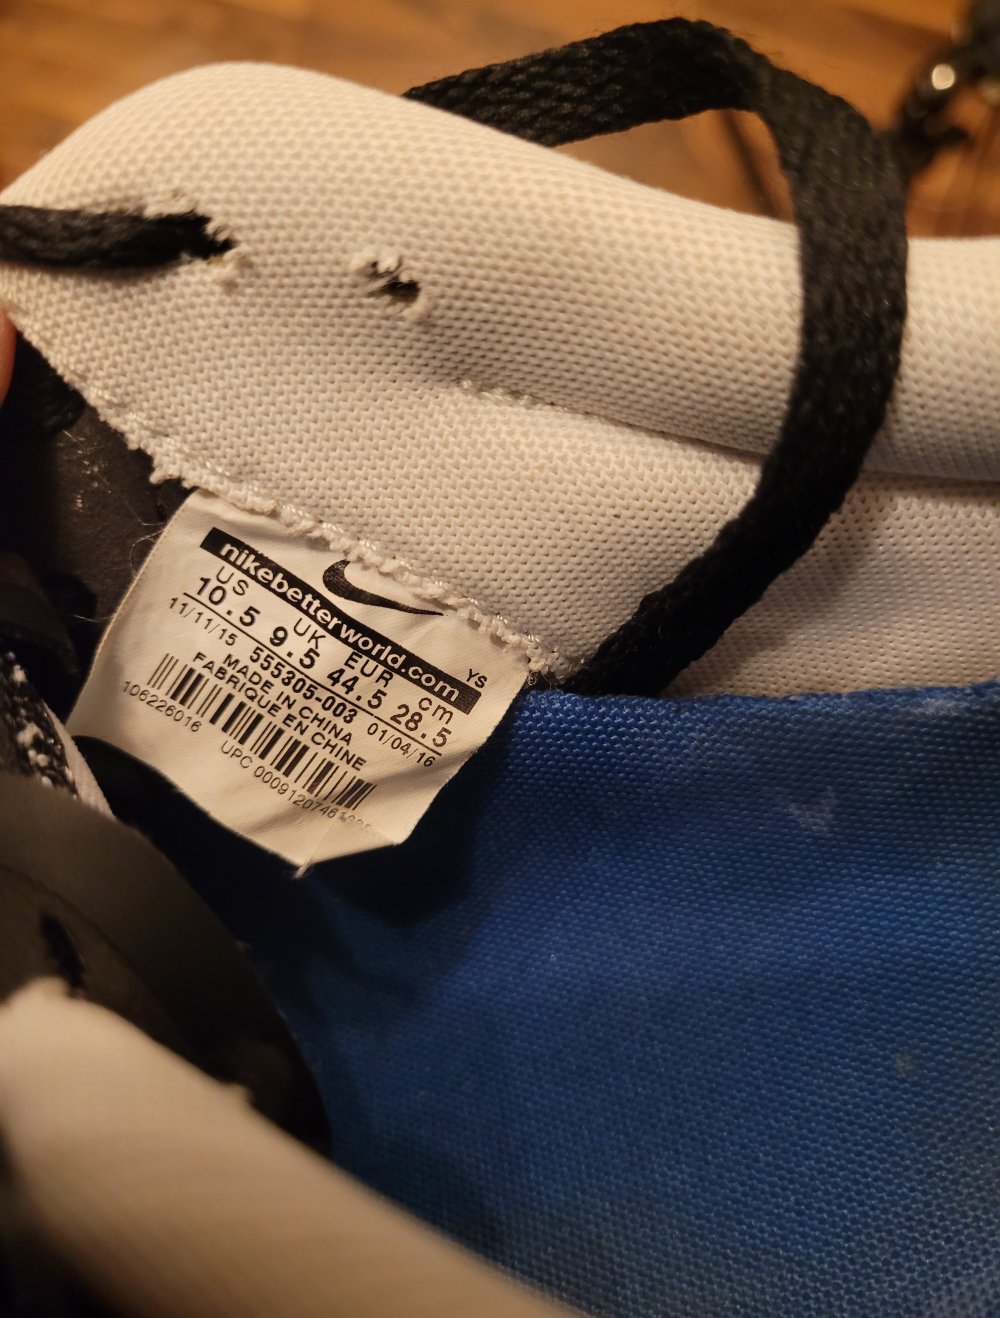 nikebetterworld.com
US UK EUR cm YS
10.5 9.5 44.5 28.5
11/11/15 555305-003 01/04/16
MADE IN CHINA
FABRIQUE EN CHINE
106226016
UPC